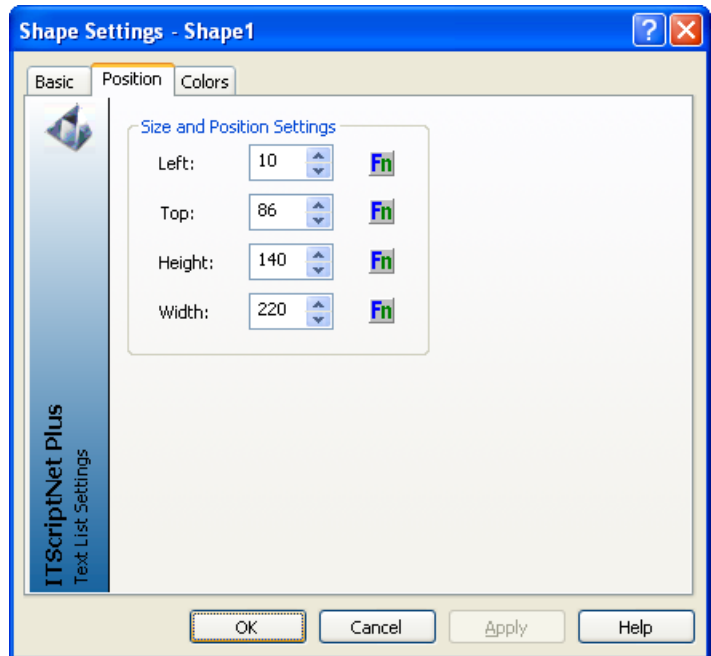 Shape Settings - Shape1
?
Basic Position Colors
Size and Position Settings
Left: 10 Fn
Top: 86 Fn
Height: 140 Fn
Width: 220 Fn
ITScriptNet Plus
Text List Settings
OK Cancel Apply Help